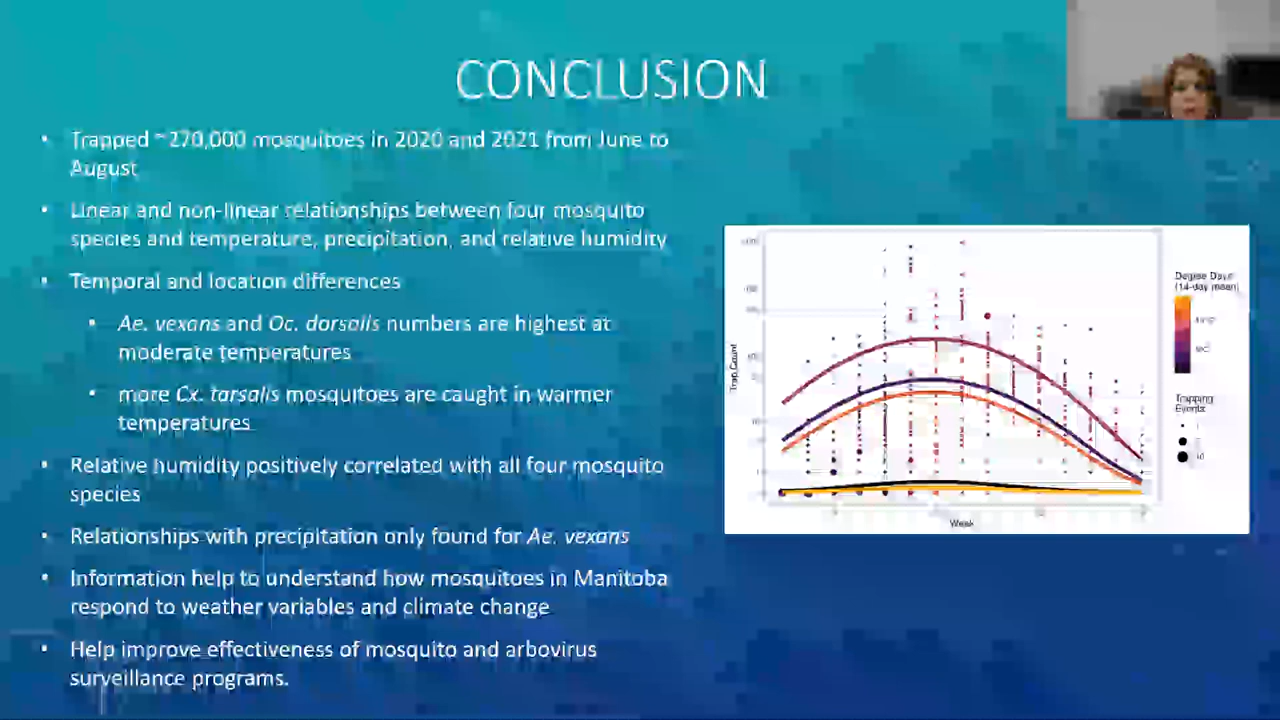 CONCLUSION
• Trapped ~270,000 mosquitoes in 2020 and 2021 from June to
August
• Linear and non-linear relationships between four mosquito
species and temperature, precipitation, and relative humidity
• Temporal and location differences
• Ae. vexans and Oc. dorsalis numbers are highest at
moderate temperatures
• more Cx. tarsalis mosquitoes are caught in warmer
temperatures
• Relative humidity positively correlated with all four mosquito
species
• Relationships with precipitation only found for Ae. vexans
• Information help to understand how mosquitoes in Manitoba
respond to weather variables and climate change
• Help improve effectiveness of mosquito and arbovirus
surveillance programs.
Trap Count
Week
Degree Days
(14-day mean)
Trapping
Events